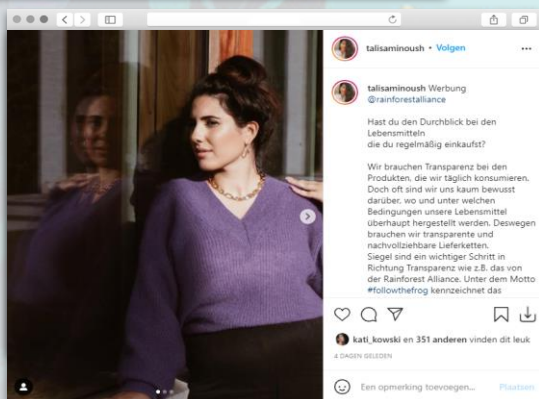 talisaminoush • Volgen
talisaminoush Werbung
@rainforestalliance
Hast du den Durchblick bei den
Lebensmitteln
die du regelmäßig einkaufst?
Wir brauchen Transparenz bei den
Produkten, die wir täglich konsumieren.
Doch oft sind wir uns kaum bewusst
darüber, wo und unter welchen
Bedingungen unsere Lebensmittel
überhaupt hergestellt werden. Deswegen
brauchen wir transparente und
nachvollziehbare Lieferketten.
Siegel sind ein wichtiger Schritt in
Richtung Transparenz wie z.B. das von
der Rainforest Alliance. Unter dem Motto
#followthefrog kennzeichnet das
kati_kowski en 351 anderen vinden dit leuk
4 DAGEN GELEDEN
Een opmerking toevoegen... Plaatsen